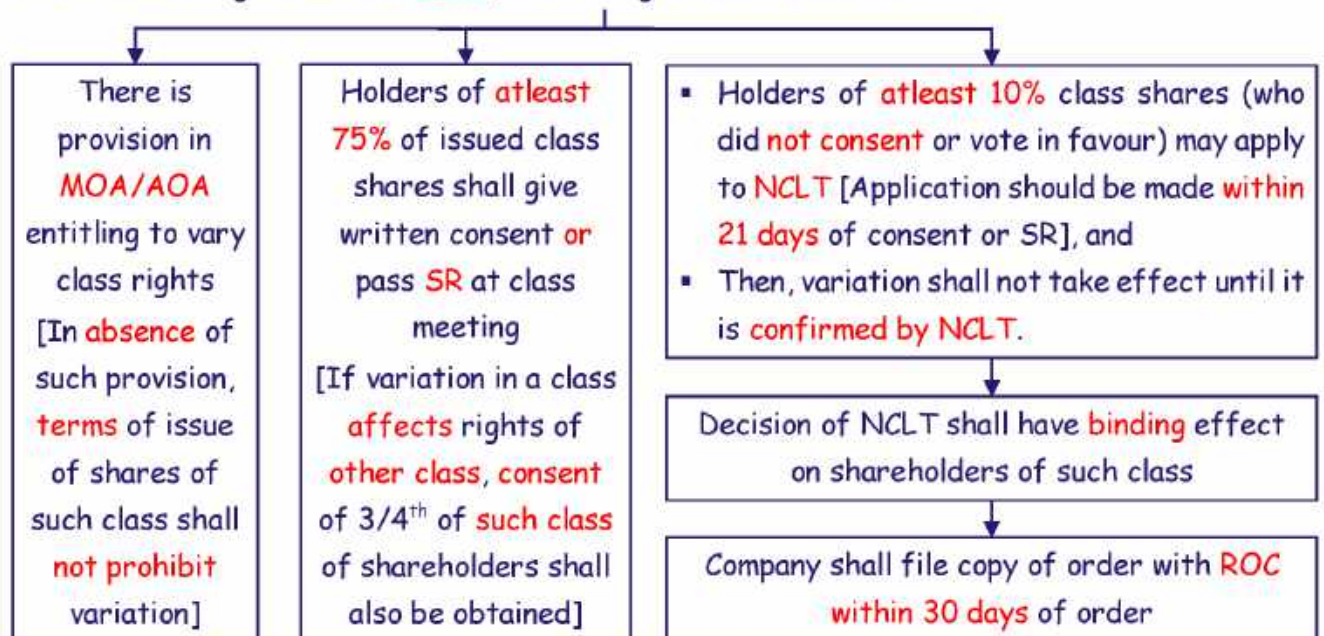 There is
provision in
MOA/AOA
entitling to vary
class rights
[In absence of
such provision,
terms of issue
of shares of
such class shall
not prohibit
variation]
Holders of atleast
75% of issued class
shares shall give
written consent or
pass SR at class
meeting
[If variation in a class
affects rights of
other class, consent
of 3/4th of such class
of shareholders shall
also be obtained]
▪ Holders of atleast 10% class shares (who
did not consent or vote in favour) may apply
to NCLT [Application should be made within
21 days of consent or SR], and
▪ Then, variation shall not take effect until it
is confirmed by NCLT.
Decision of NCLT shall have binding effect
on shareholders of such class
Company shall file copy of order with ROC
within 30 days of order